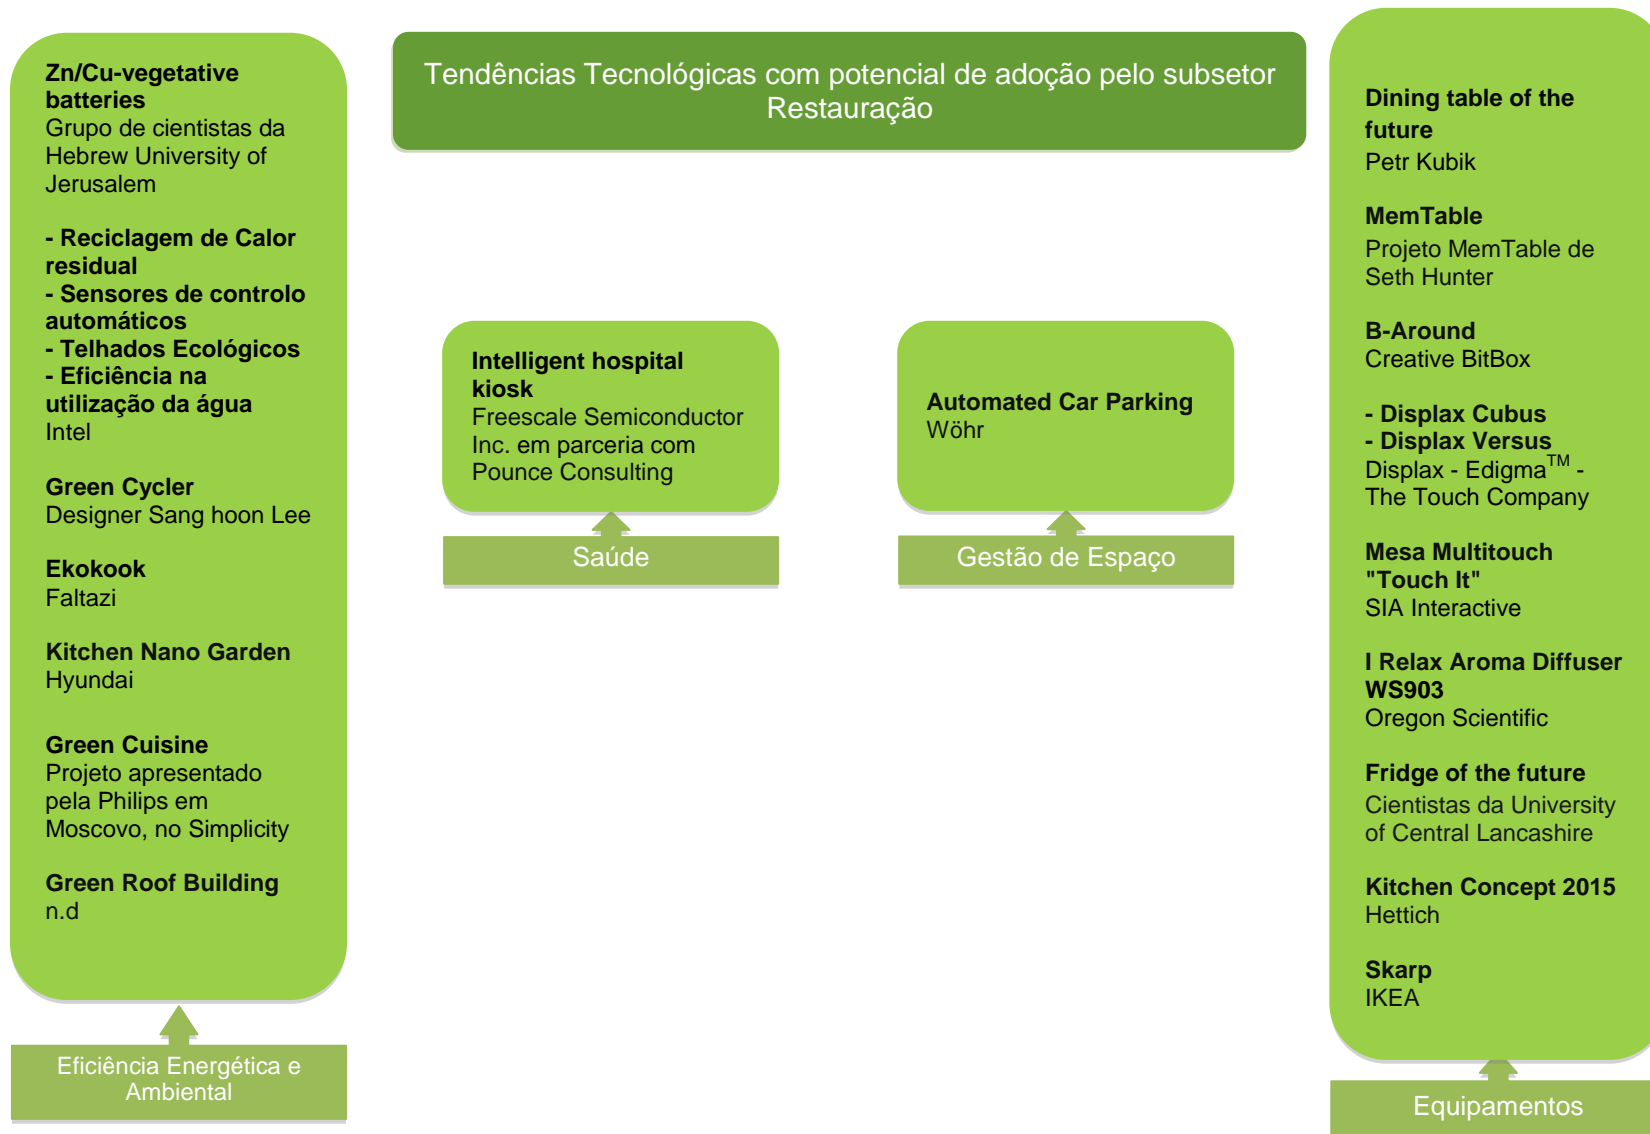 Tendências Tecnológicas com potencial de adoção pelo subsetor
Restauração
Zn/Cu-vegetative
batteries
Grupo de cientistas da
Hebrew University of
Jerusalem
- Reciclagem de Calor
residual
- Sensores de controlo
automáticos
- Telhados Ecológicos
- Eficiência na
utilização da água
Intel
Green Cycler
Designer Sang hoon Lee
Ekokook
Faltazi
Kitchen Nano Garden
Hyundai
Green Cuisine
Projeto apresentado
pela Philips em
Moscovo, no Simplicity
Green Roof Building
n.d
Eficiência Energética e
Ambiental
Intelligent hospital
kiosk
Freescale Semiconductor
Inc. em parceria com
Pounce Consulting
Saúde
Automated Car Parking
Wöhr
Gestão de Espaço
Dining table of the
future
Petr Kubik
MemTable
Projeto MemTable de
Seth Hunter
B-Around
Creative BitBox
- Displax Cubus
- Displax Versus
Displax - Edigma™ -
The Touch Company
Mesa Multitouch
"Touch It"
SIA Interactive
I Relax Aroma Diffuser
WS903
Oregon Scientific
Fridge of the future
Cientistas da University
of Central Lancashire
Kitchen Concept 2015
Hettich
Skarp
IKEA
Equipamentos